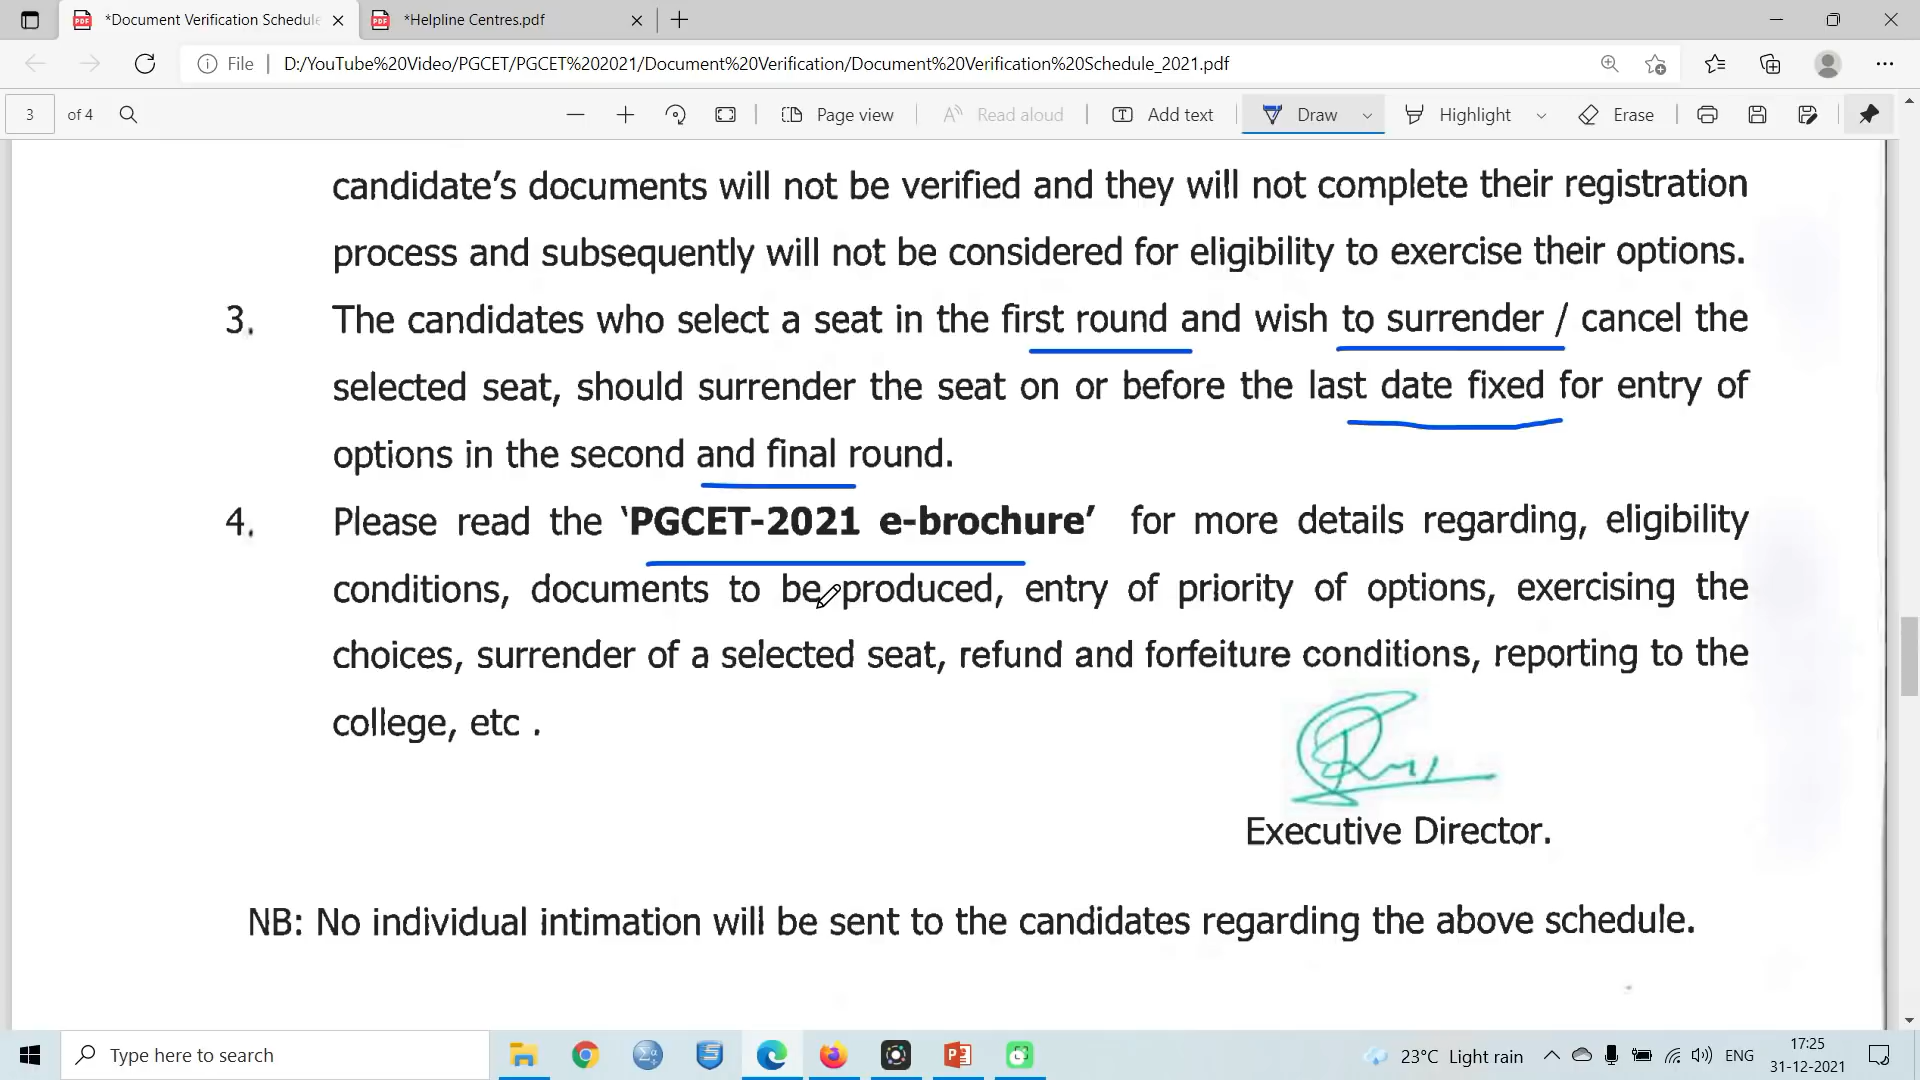 *Document Verification Schedule
*Helpline Centres.pdf
File
D:/YouTube%20Video/PGCET/PGCET%202021/Document%20Verification/Document%20Verification%20Schedule_2021.pdf
3 of 4
Page view
Read aloud
Add text
Draw
Highlight
Erase
candidate's documents will not be verified and they will not complete their registration
process and subsequently will not be considered for eligibility to exercise their options.
3. The candidates who select a seat in the first round and wish to surrender / cancel the
selected seat, should surrender the seat on or before the last date fixed for entry of
options in the second and final round.
4. Please read the ‘PGCET-2021 e-brochure’ for more details regarding, eligibility
conditions, documents to be produced, entry of priority of options, exercising the
choices, surrender of a selected seat, refund and forfeiture conditions, reporting to the
college, etc .
Executive Director.
NB: No individual intimation will be sent to the candidates regarding the above schedule.
Type here to search
23°C Light rain
ENG
17:25
31-12-2021